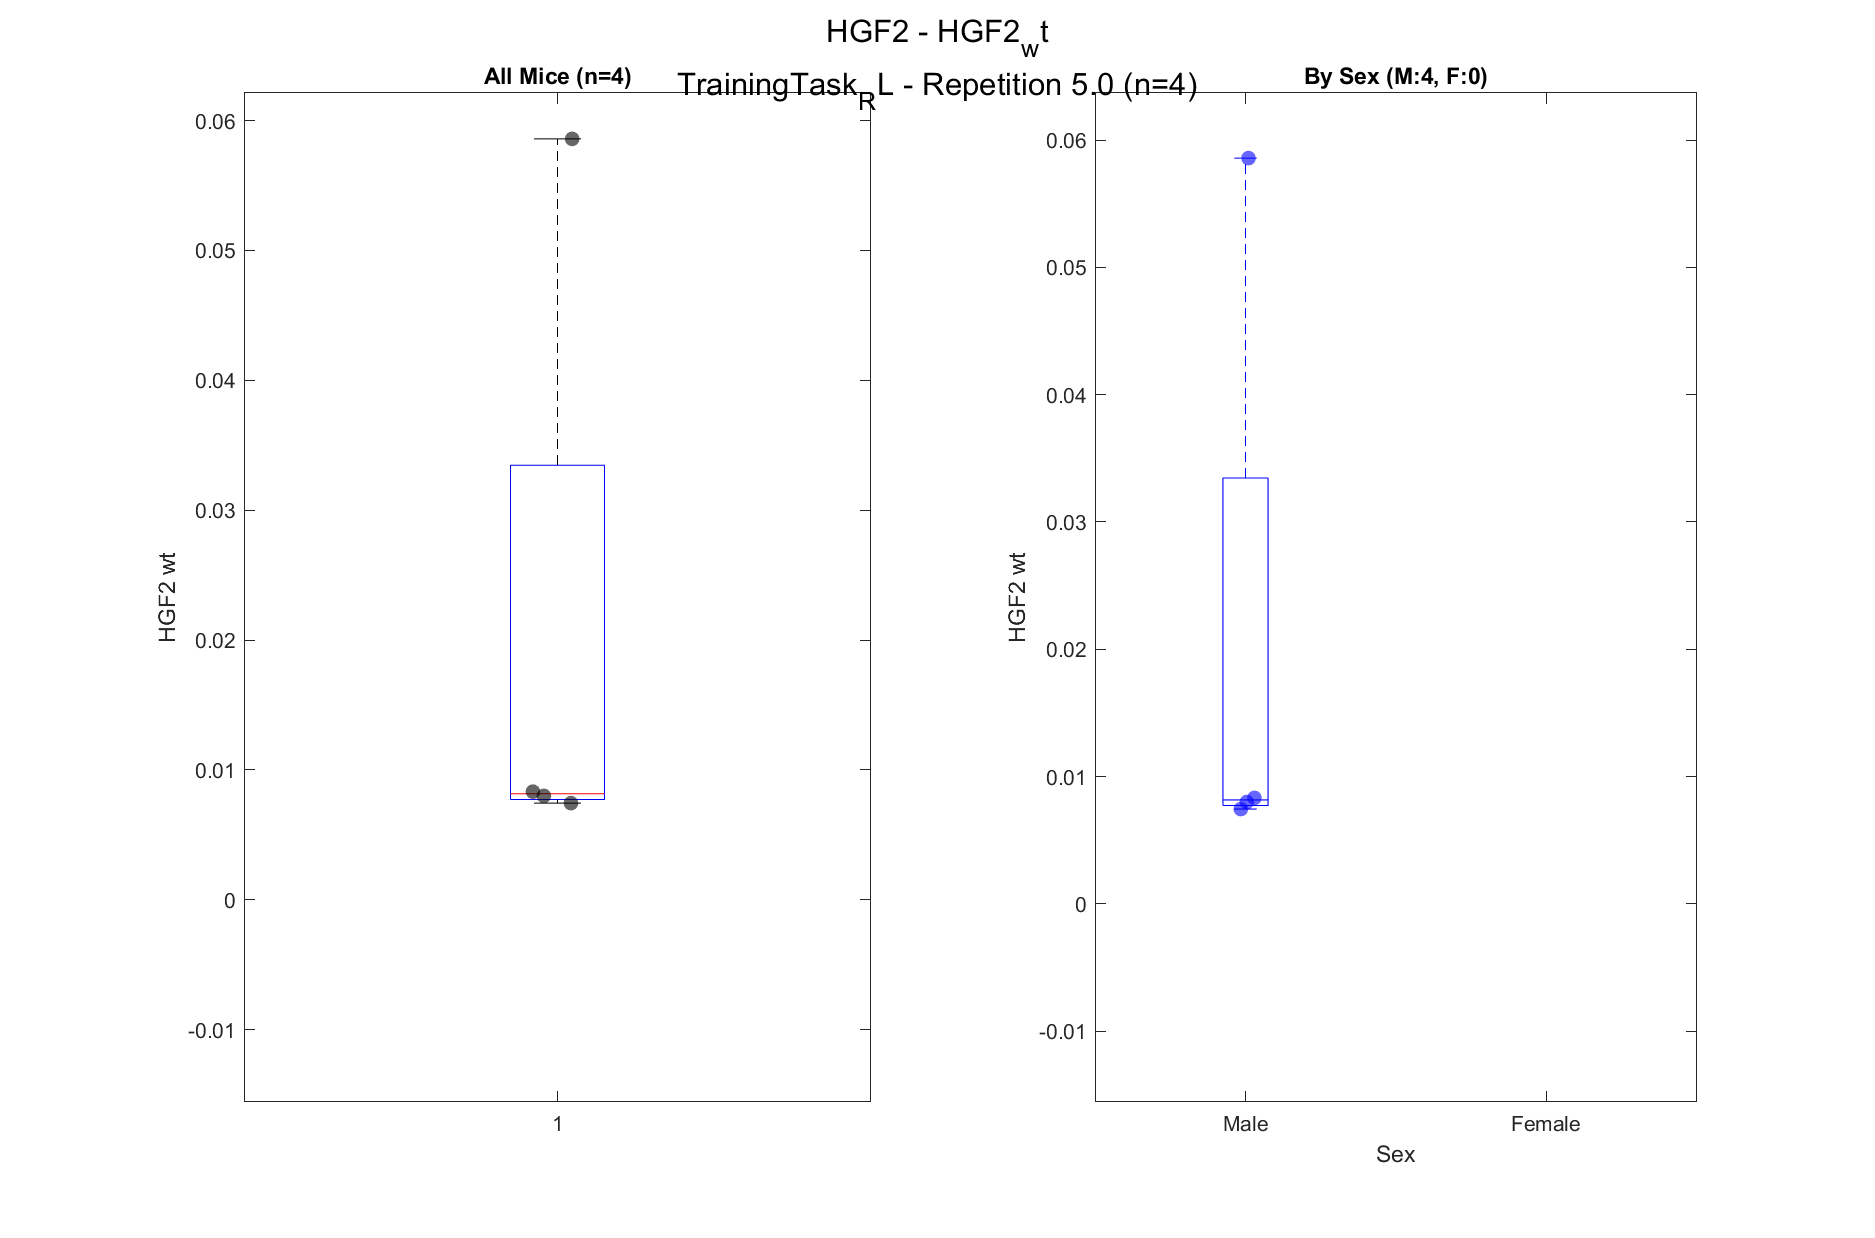 HGF2 - HGF2_wt
TrainingTask_RL - Repetition 5.0 (n=4)
All Mice (n=4)
0.06
0.05
0.04
0.03
0.02
0.01
0
-0.01
HGF2 wt
1
By Sex (M:4, F:0)
0.06
0.05
0.04
0.03
0.02
0.01
0
-0.01
HGF2 wt
Male Female
Sex